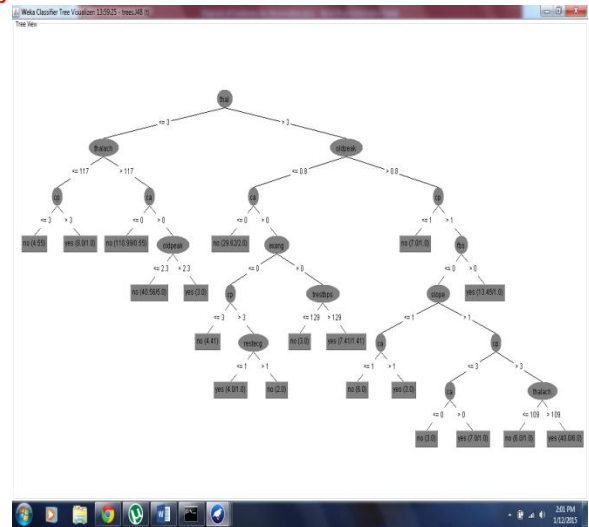 Weka Classifier Tree Visualizer: 13:59:25 - trees.J48 (t)
Tree View
thal
<= 3 > 3
thalach oldpeak
<= 117 > 117 <= 0.8 > 0.8
cp ca ca cp
<= 3 > 3 <= 0 > 0 <= 0 > 0 <= 1 > 1
no (4.55) yes (8.0/1.0) no (110.99/0.55) oldpeak no (29.62/2.0) exang no (7.0/1.0) fbs
<= 2.3 > 2.3 <= 0 > 0 <= 0 > 0
no (40.56/5.0) yes (3.0) cp trestbps slope yes (13.45/1.0)
<= 3 > 3 <= 129 > 129 <= 1 > 1
no (4.41) restecg no (3.0) yes (7.41/1.41) ca cp
<= 1 > 1 <= 1 > 1 <= 3 > 3
yes (4.0/1.0) no (2.0) no (6.0) yes (3.0) ca thalach
<= 0 > 0 <= 109 > 109
no (3.0) yes (7.0/1.0) no (6.0/1.0) yes (40.0/6.0)
2:01 PM
1/12/2015